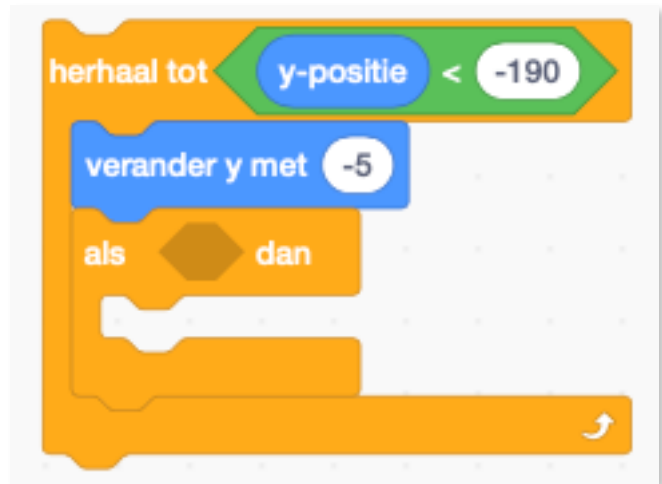 herhaal tot y-positie < -190
verander y met -5
als dan